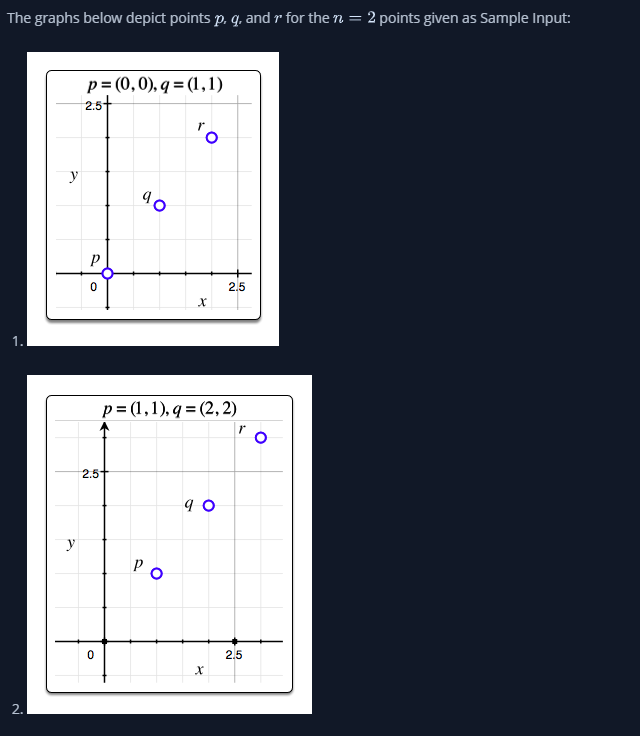 The graphs below depict points p, q, and r for the n = 2 points given as Sample Input:
p = (0, 0), q = (1, 1)
2.5
r
y
q
p
0
2.5
x
1.
p = (1, 1), q = (2, 2)
r
2.5
q
y
p
0
2.5
x
2.